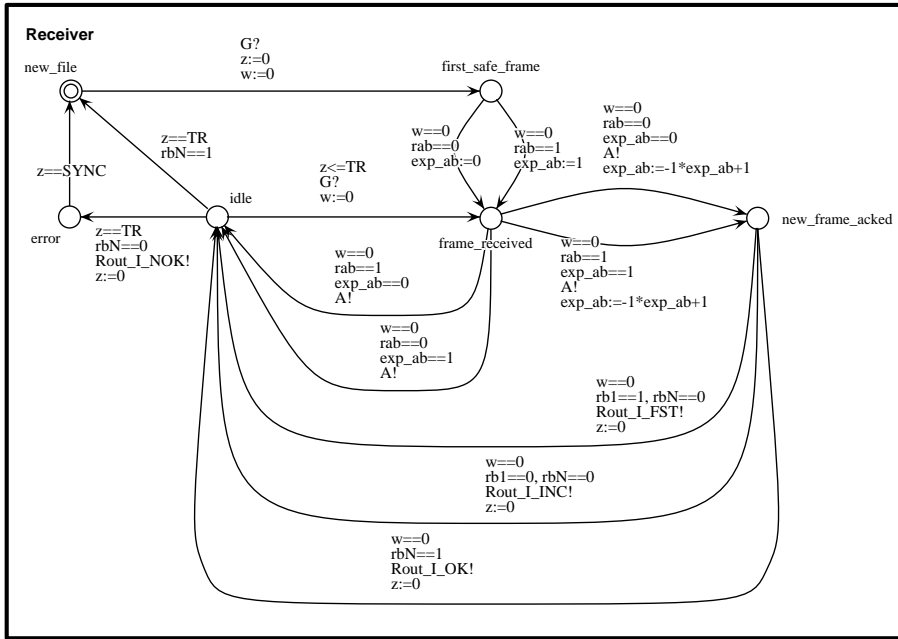 Receiver
new_file
G?
z:=0
w:=0
first_safe_frame
w==0
rab==0
exp_ab==0
A!
exp_ab:=-1*exp_ab+1
z==TR
rbN==1
w==0
rab==0
exp_ab:=0
w==0
rab==1
exp_ab:=1
z==SYNC
z<=TR
G?
w:=0
idle
error
frame_received
new_frame_acked
z==TR
rbN==0
Rout_I_NOK!
z:=0
w==0
rab==1
exp_ab==0
A!
w==0
rab==1
exp_ab==1
A!
exp_ab:=-1*exp_ab+1
w==0
rab==0
exp_ab==1
A!
w==0
rb1==1, rbN==0
Rout_I_FST!
z:=0
w==0
rb1==0, rbN==0
Rout_I_INC!
z:=0
w==0
rbN==1
Rout_I_OK!
z:=0